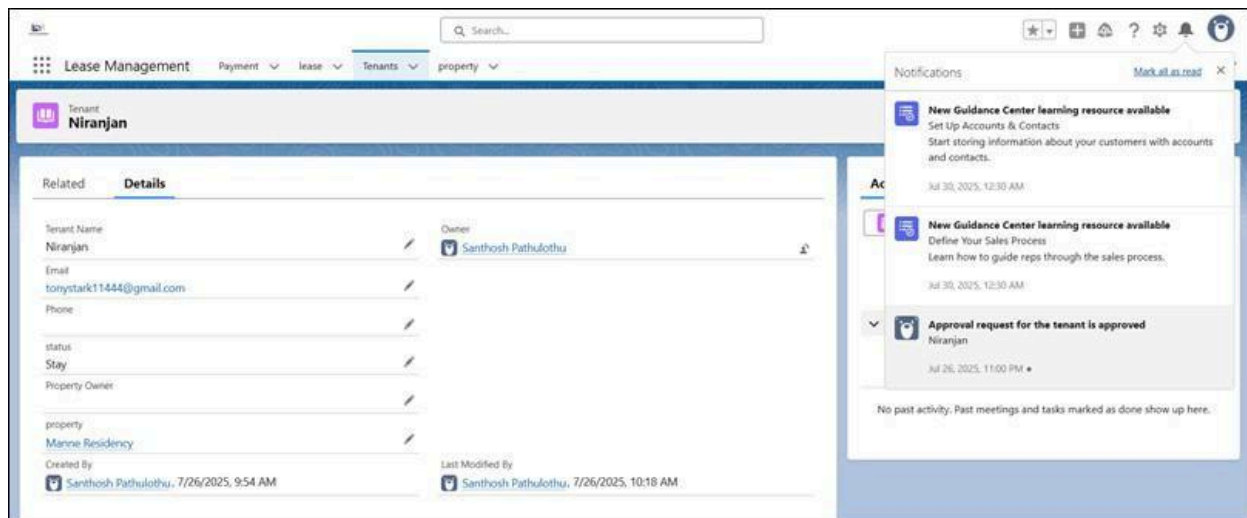 Search...
Lease Management Payment lease Tenants property
Tenant
Niranjan
Related Details
Tenant Name
Niranjan
Owner
Santhosh Pathulothu
Email
tonystark11444@gmail.com
Phone
status
Stay
Property Owner
property
Manne Residency
Created By
Santhosh Pathulothu, 7/26/2025, 9:54 AM
Last Modified By
Santhosh Pathulothu, 7/26/2025, 10:18 AM
Notifications Mark all as read
New Guidance Center learning resource available
Set Up Accounts & Contacts
Start storing information about your customers with accounts
and contacts.
Jul 30, 2025, 12:30 AM
New Guidance Center learning resource available
Define Your Sales Process
Learn how to guide reps through the sales process.
Jul 30, 2025, 12:30 AM
Approval request for the tenant is approved
Niranjan
Jul 26, 2025, 11:00 PM
Ac
No past activity. Past meetings and tasks marked as done show up here.